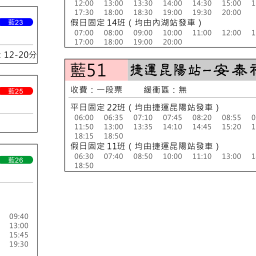 藍23
12-20分
藍25
藍26
09:40
13:00
15:45
19:30
12:00 13:00 13:30 14:00 14:30 15:00
17:30 18:00 18:30 19:00 19:30 20:00
假日固定14班(均由內湖站發車)
07:00 08:00 09:00 10:00 11:00 12:00
17:00 18:00 19:00 20:00
藍51 捷運昆陽站-安泰
收費：一段票 緩衝區：無
平日固定22班(均由捷運昆陽站發車)
06:00 06:35 07:10 07:45 08:20 08:55
11:50 13:00 13:35 14:10 14:45 15:20
18:15 18:50
假日固定11班(均由捷運昆陽站發車)
06:30 07:40 08:50 10:00 11:10 13:00
18:50